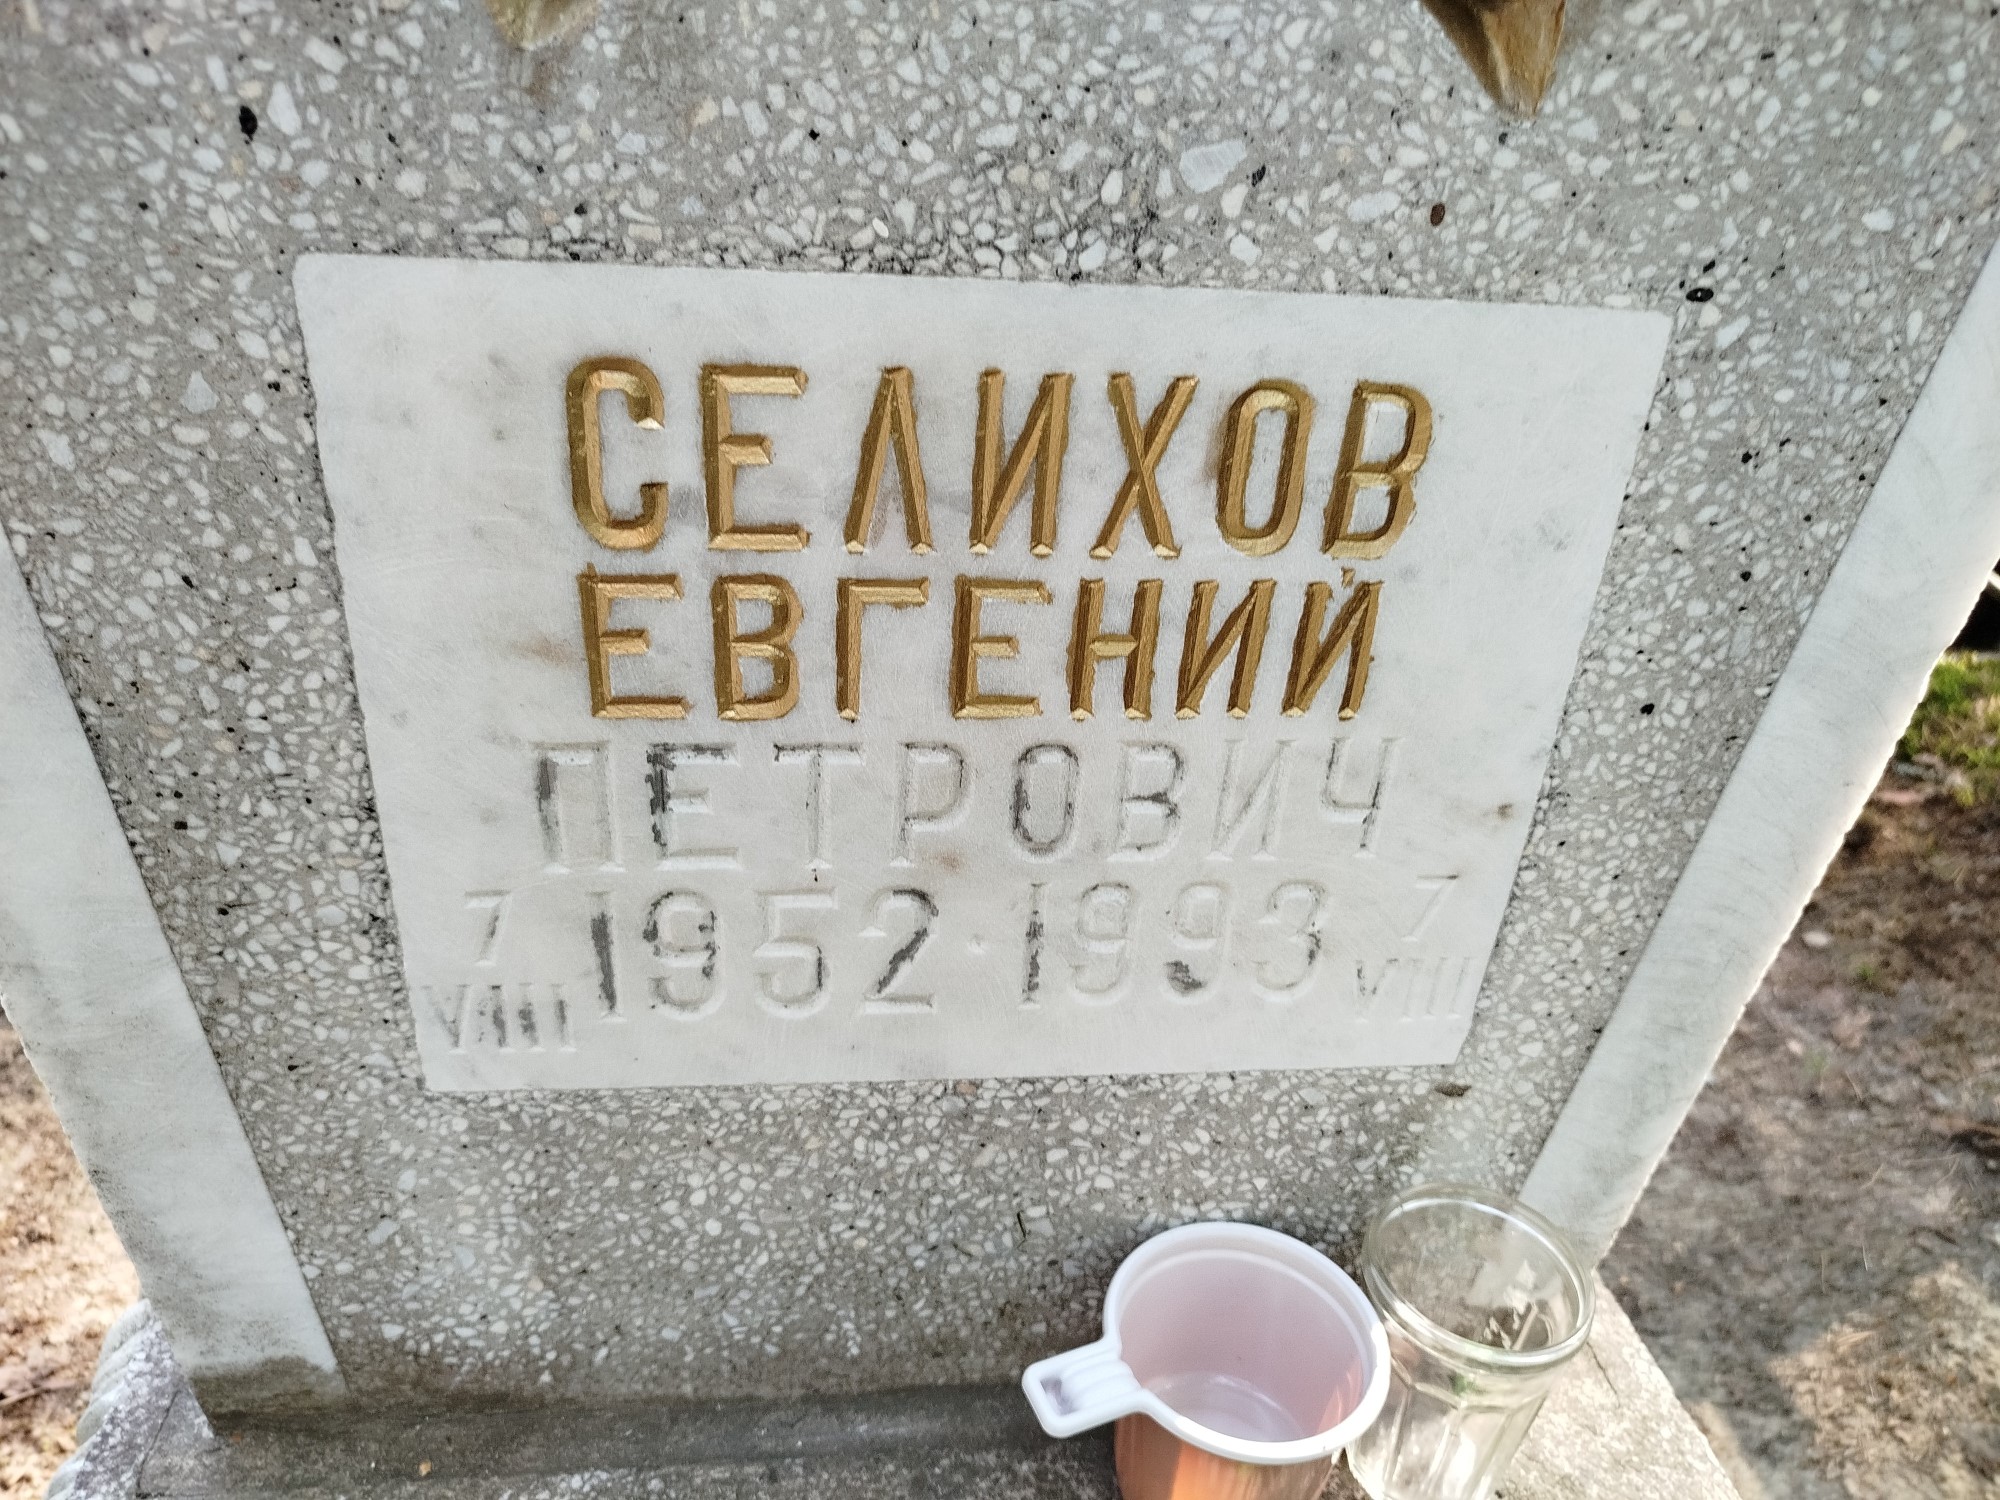 СЕЛИХОВ
ЕВГЕНИЙ
ПЕТРОВИЧ
7 VIII 1952 · 1993 7 VIII